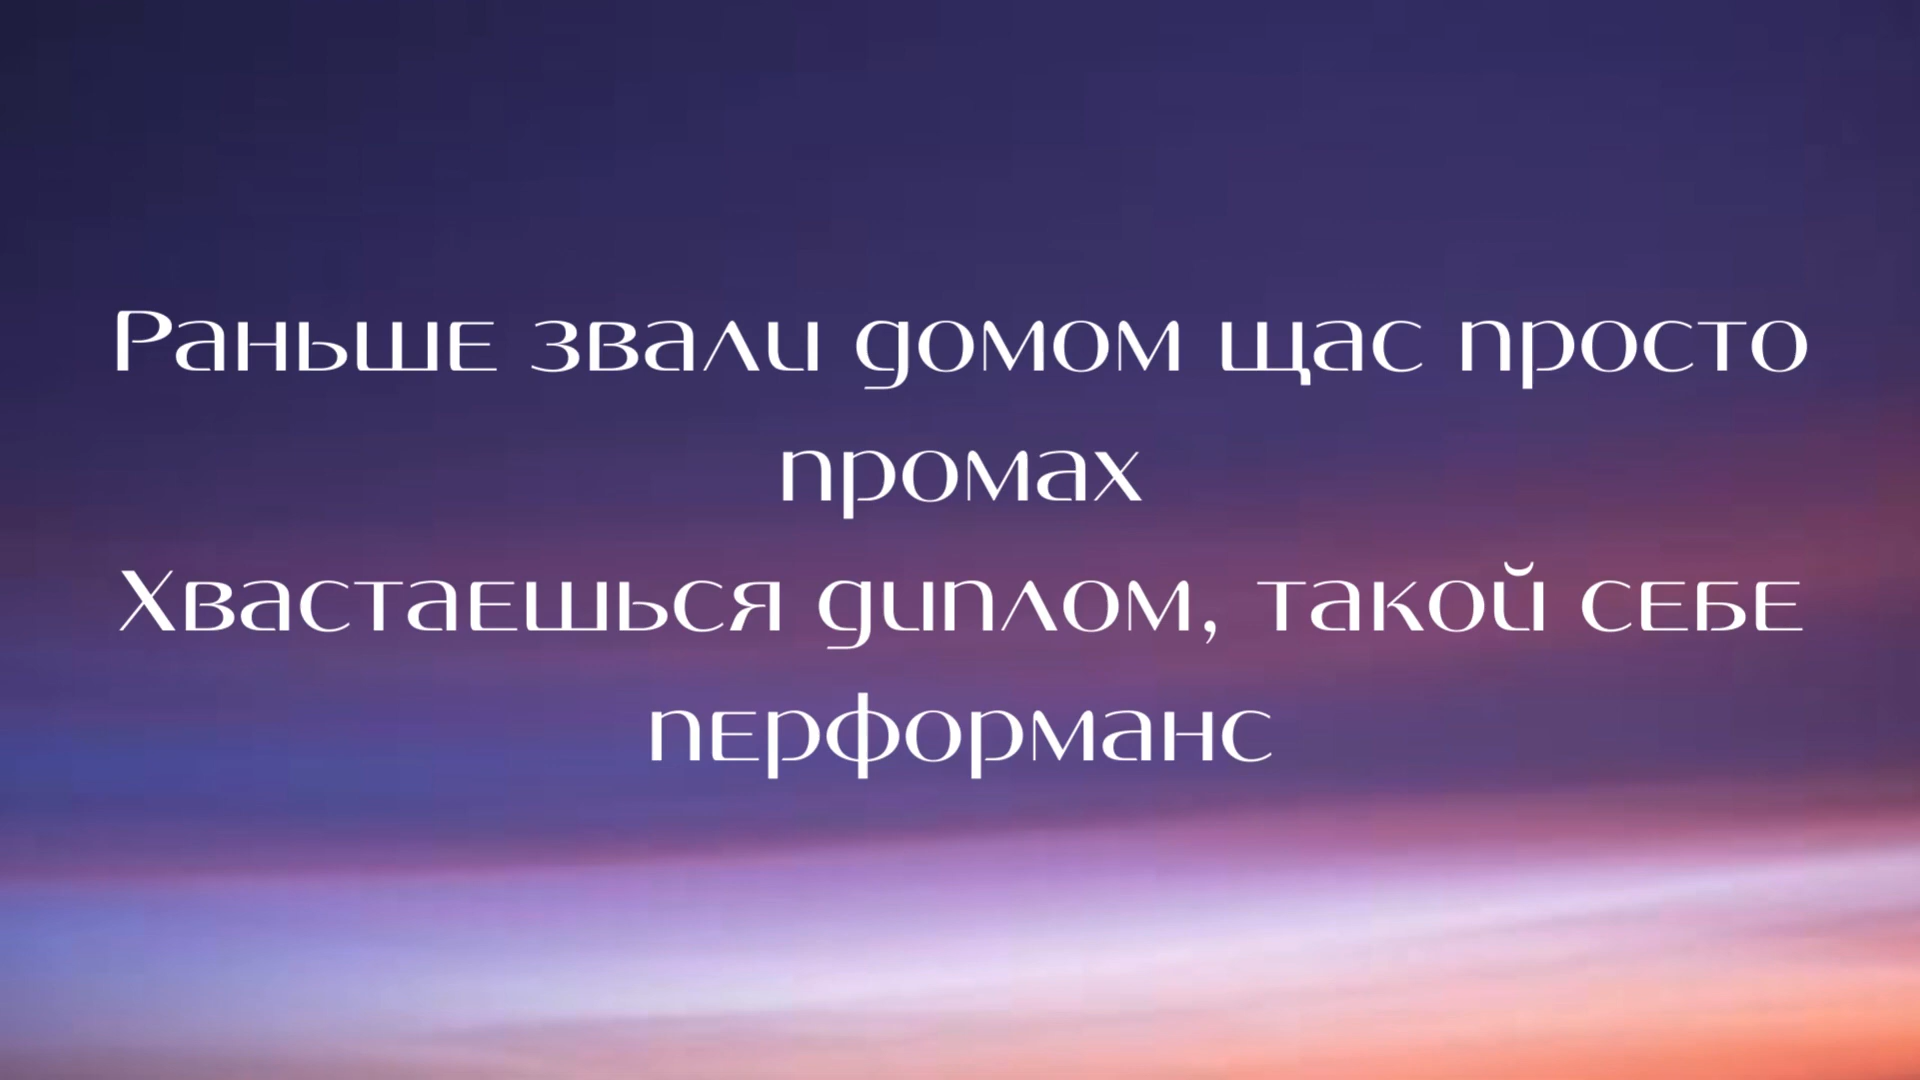 Раньше звали домом щас просто
промах
Хвастаешься диплом, такой себе
перформанс